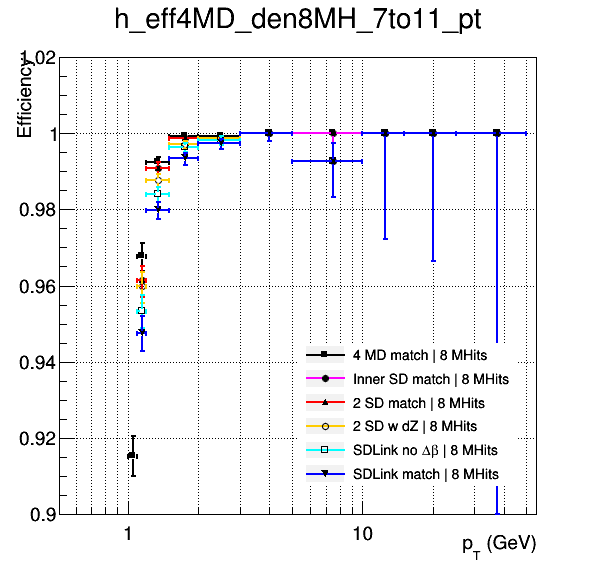 h_eff4MD_den8MH_7to11_pt
Efficiency
1.02
1
0.98
0.96
0.94
0.92
0.9
4 MD match | 8 MHits
Inner SD match | 8 MHits
2 SD match | 8 MHits
2 SD w dZ | 8 MHits
SDLink no Δβ | 8 MHits
SDLink match | 8 MHits
1
10
p_T (GeV)